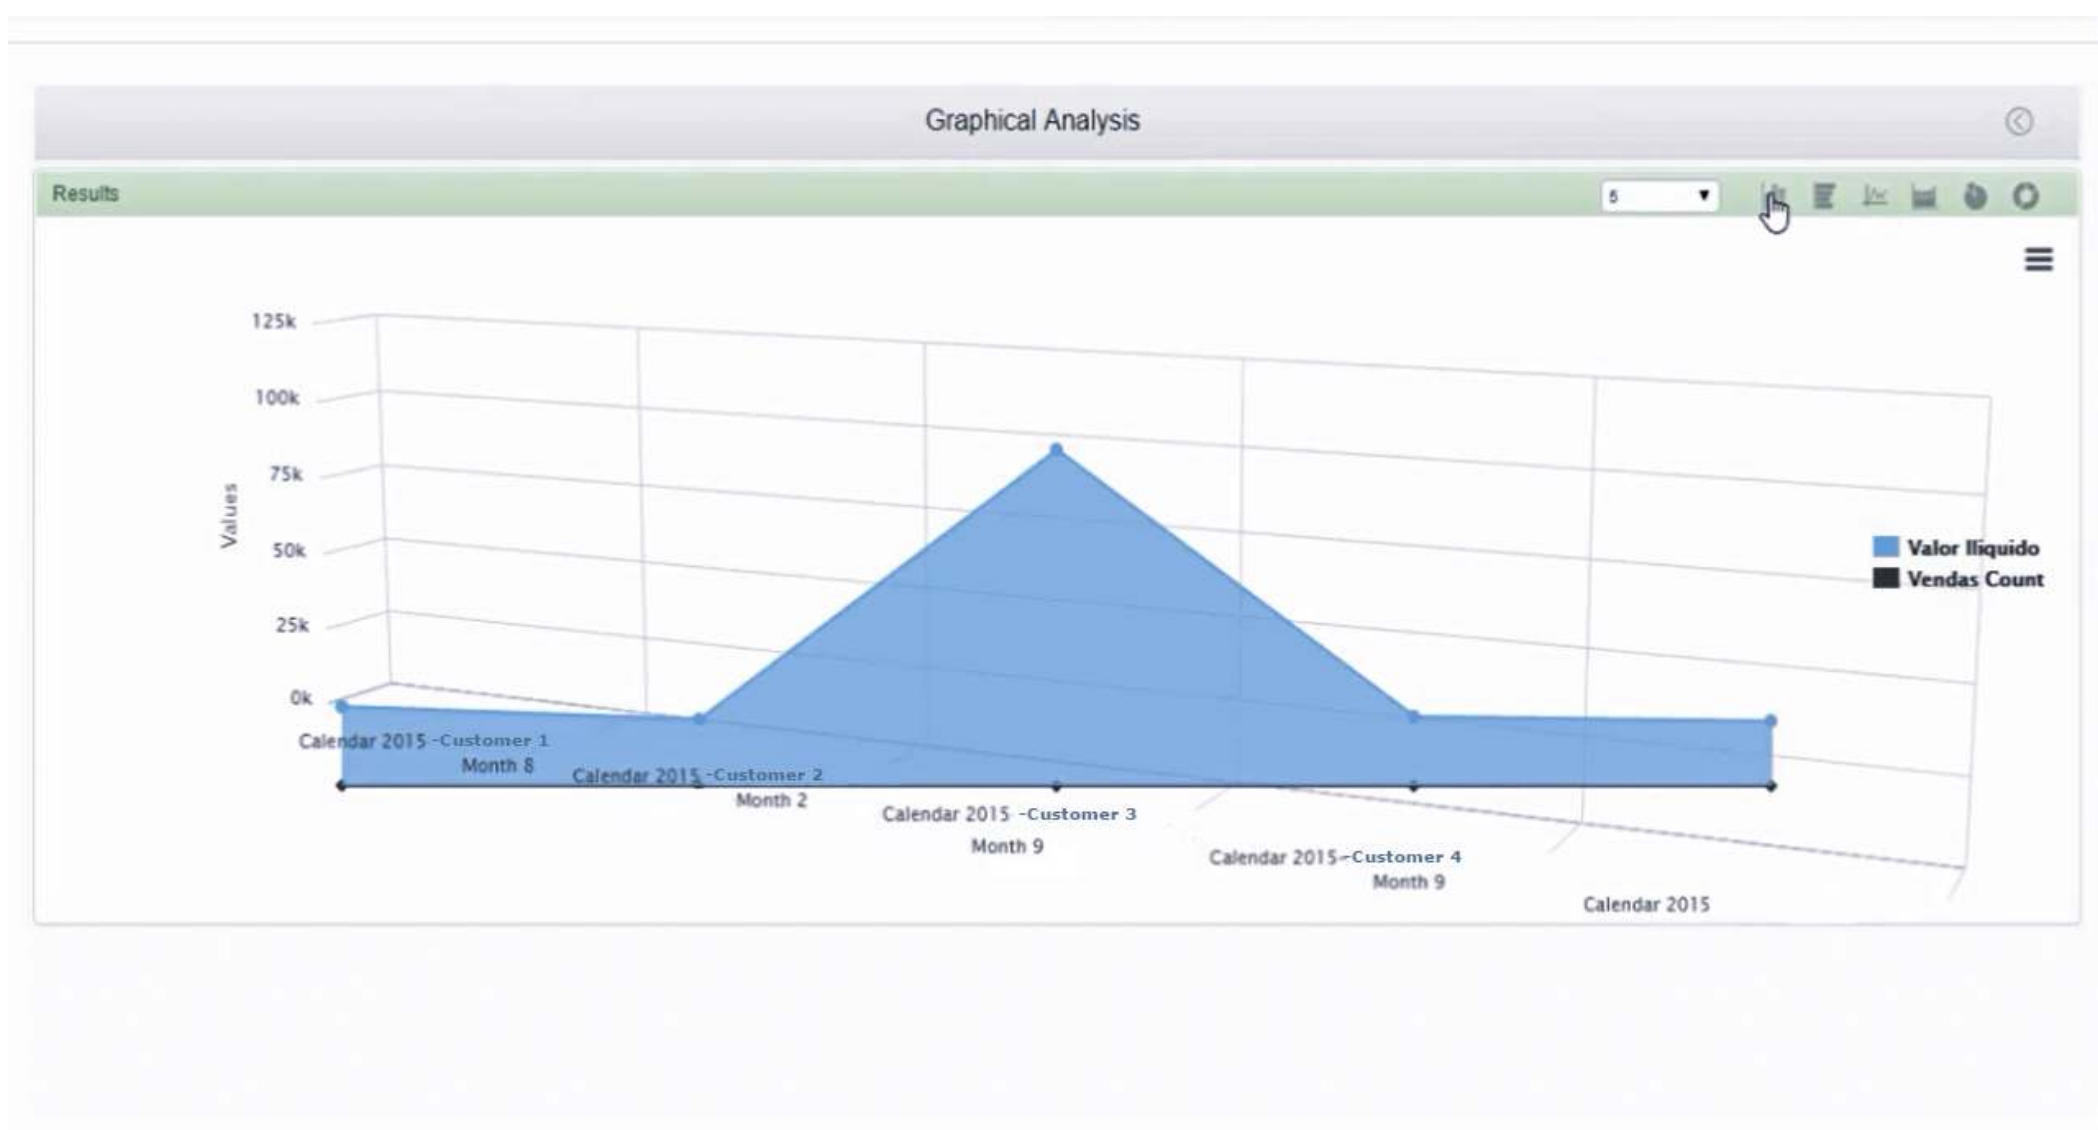 Graphical Analysis
Results
5
125k
100k
75k
50k
25k
0k
Values
Valor lliquido
Vendas Count
Calendar 2015 -Customer 1
Month 8
Calendar 2015 -Customer 2
Month 2
Calendar 2015 -Customer 3
Month 9
Calendar 2015-Customer 4
Month 9
Calendar 2015